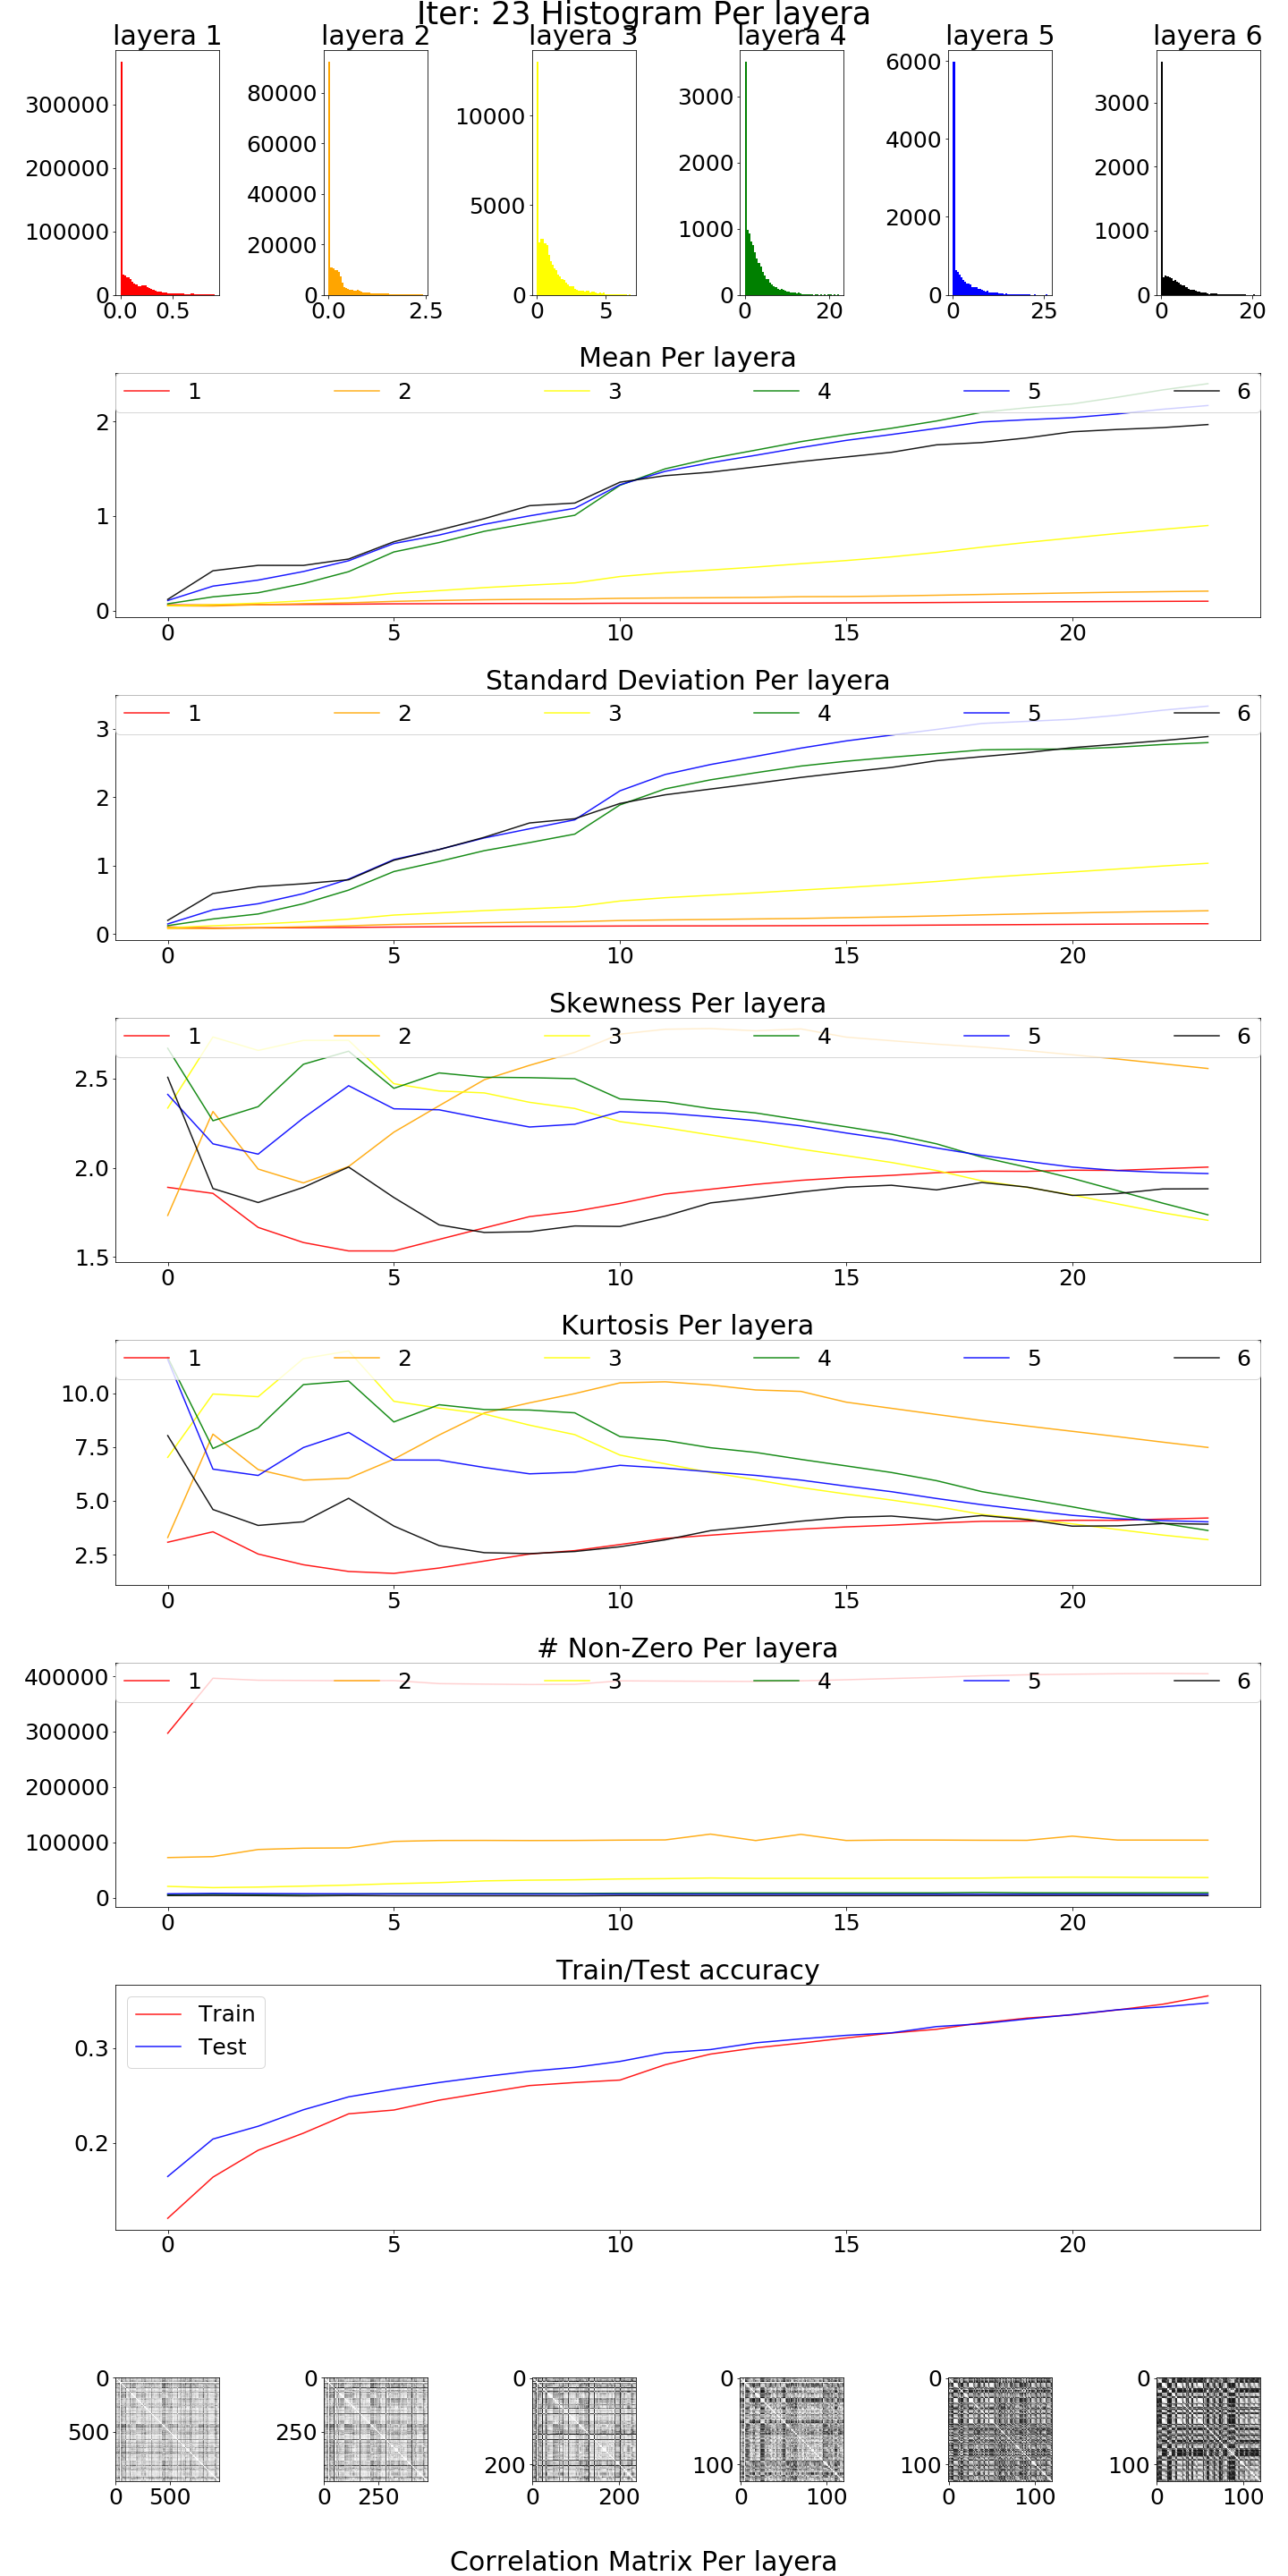 Iter: 23 Histogram Per layera
layera 1 layera 2 layera 3 layera 4 layera 5 layera 6
300000 200000 100000 0 0.0 0.5
80000 60000 40000 20000 0 0.0 2.5
10000 5000 0 0 5
3000 2000 1000 0 0 20
6000 4000 2000 0 0 25
3000 2000 1000 0 0 20
Mean Per layera
1 2 3 4 5 6
2
1
0
0 5 10 15 20
Standard Deviation Per layera
1 2 3 4 5 6
3
2
1
0
0 5 10 15 20
Skewness Per layera
1 2 3 4 5 6
2.5
2.0
1.5
0 5 10 15 20
Kurtosis Per layera
1 2 3 4 5 6
10.0
7.5
5.0
2.5
0 5 10 15 20
# Non-Zero Per layera
1 2 3 4 5 6
400000
300000
200000
100000
0
0 5 10 15 20
Train/Test accuracy
Train
Test
0.3
0.2
0 5 10 15 20
0 500 0 500
0 250 0 250
0 200 0 200
0 100 0 100
0 100 0 100
0 100 0 100
Correlation Matrix Per layera